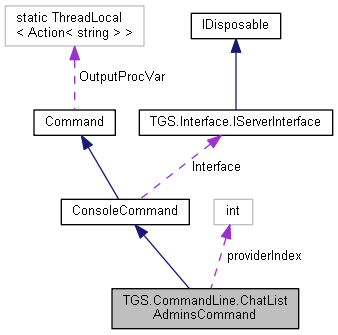 static ThreadLocal
< Action< string > >
IDisposable
OutputProcVar
Command
TGS.Interface.IServerInterface
Interface
ConsoleCommand
int
providerIndex
TGS.CommandLine.ChatList
AdminsCommand